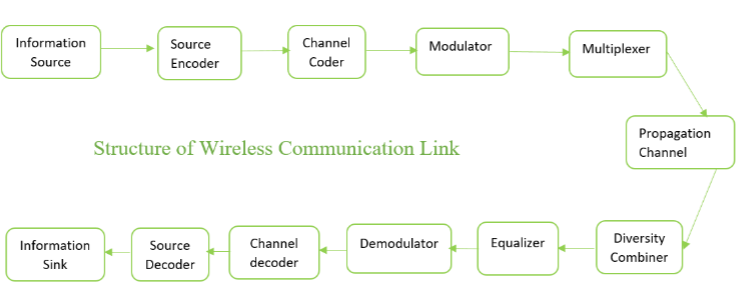 Information
Source
Source
Encoder
Channel
Coder
Modulator
Multiplexer
Propagation
Channel
Structure of Wireless Communication Link
Information
Sink
Source
Decoder
Channel
decoder
Demodulator
Equalizer
Diversity
Combiner